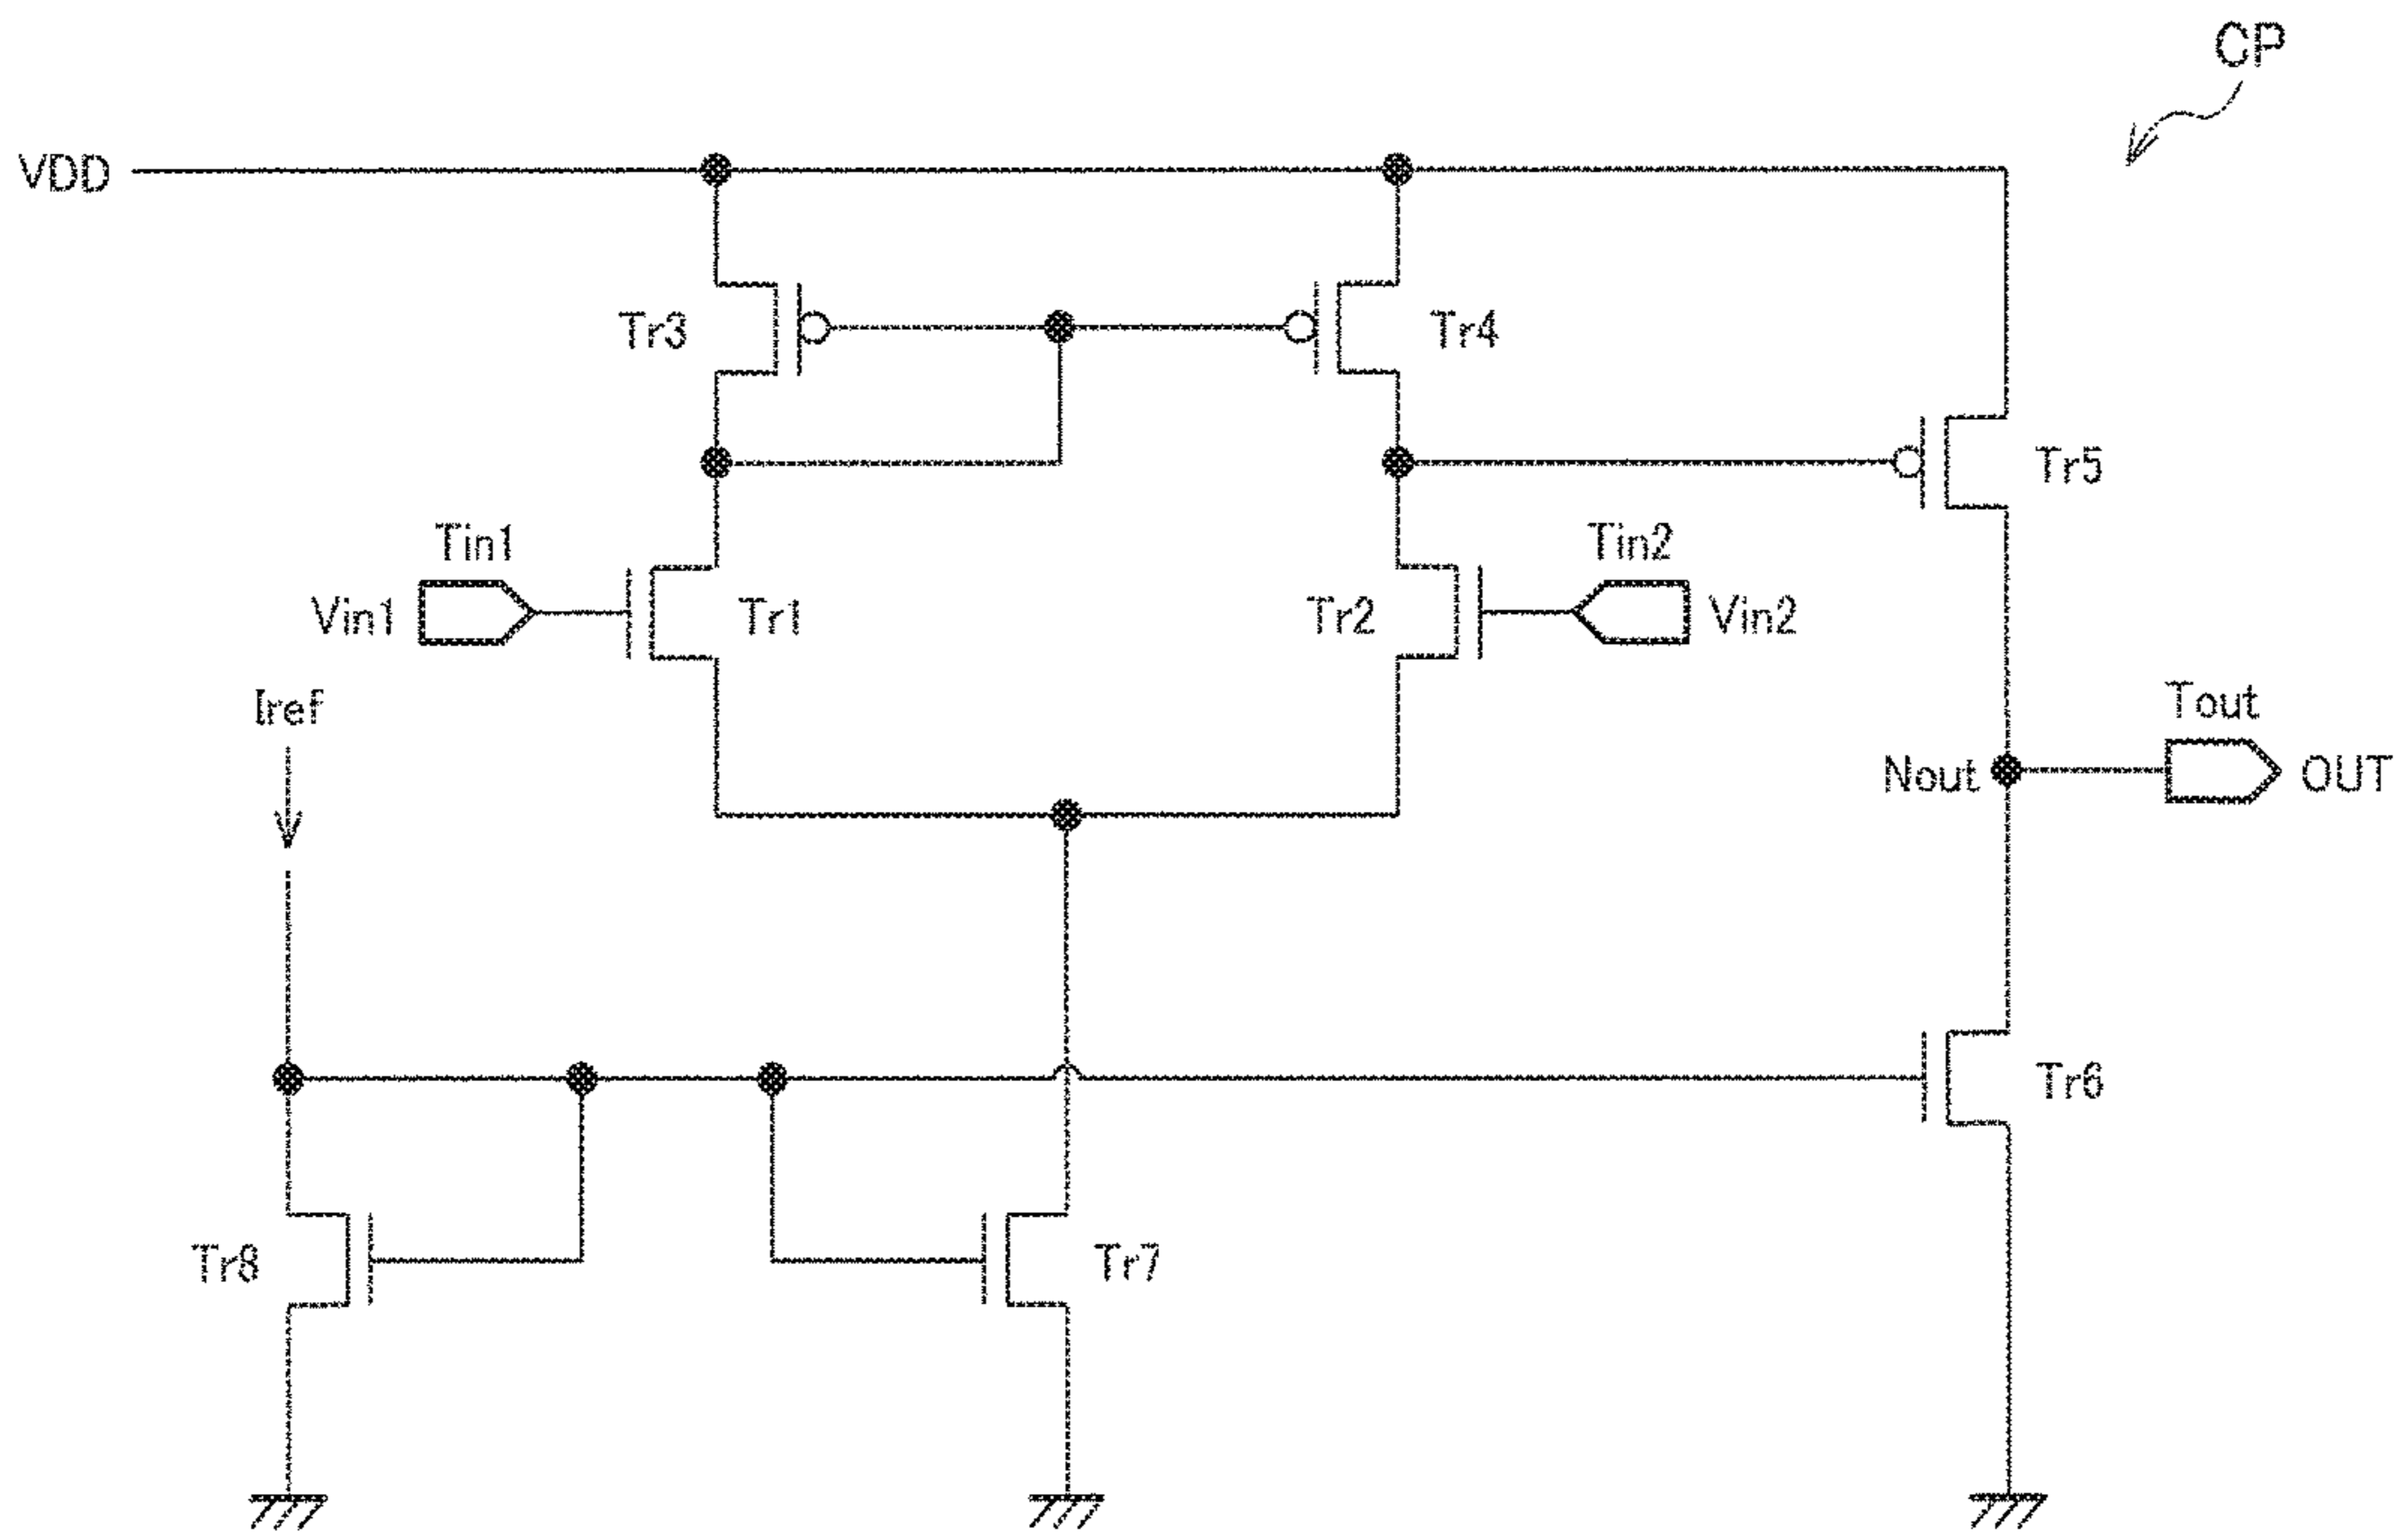 CP
VDD
Tr3
Tr4
Tr5
Tin1
Tin2
Vin1
Tr1
Tr2
Vin2
Iref
Tout
Nout
OUT
Tr6
Tr8
Tr7